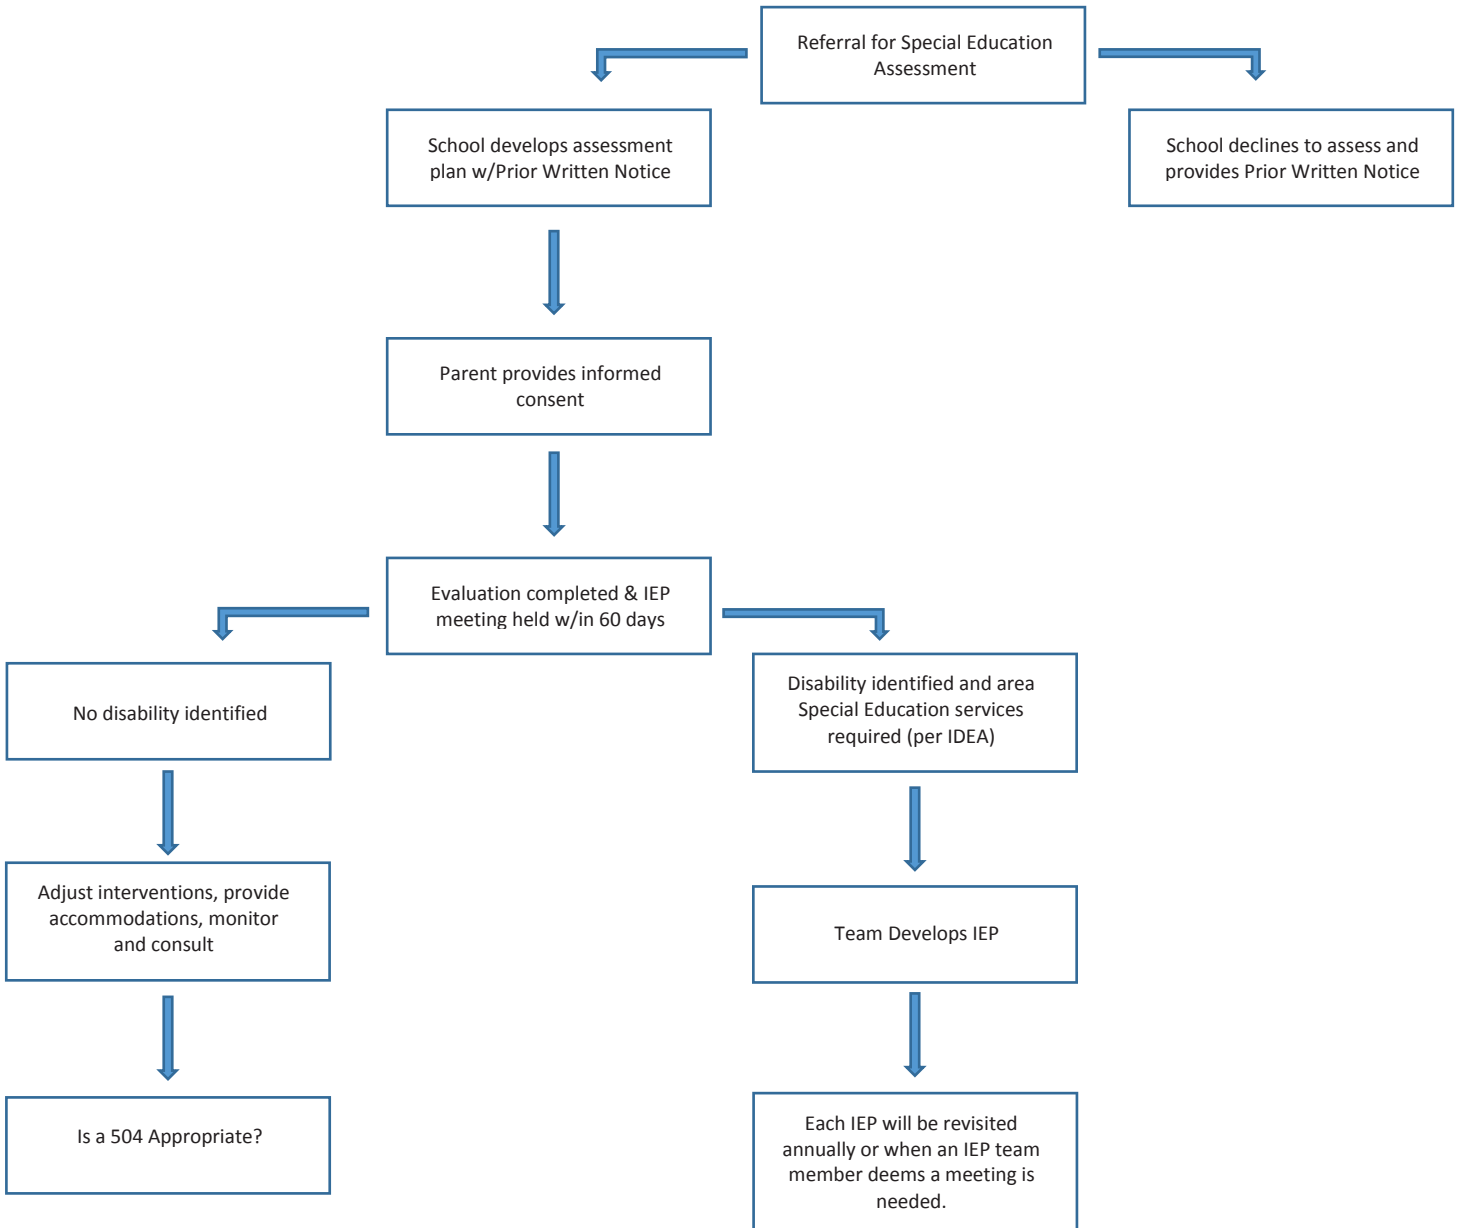 Referral for Special Education
Assessment
School develops assessment
plan w/Prior Written Notice
School declines to assess and
provides Prior Written Notice
Parent provides informed
consent
Evaluation completed & IEP
meeting held w/in 60 days
No disability identified
Disability identified and area
Special Education services
required (per IDEA)
Adjust interventions, provide
accommodations, monitor
and consult
Team Develops IEP
Is a 504 Appropriate?
Each IEP will be revisited
annually or when an IEP team
member deems a meeting is
needed.